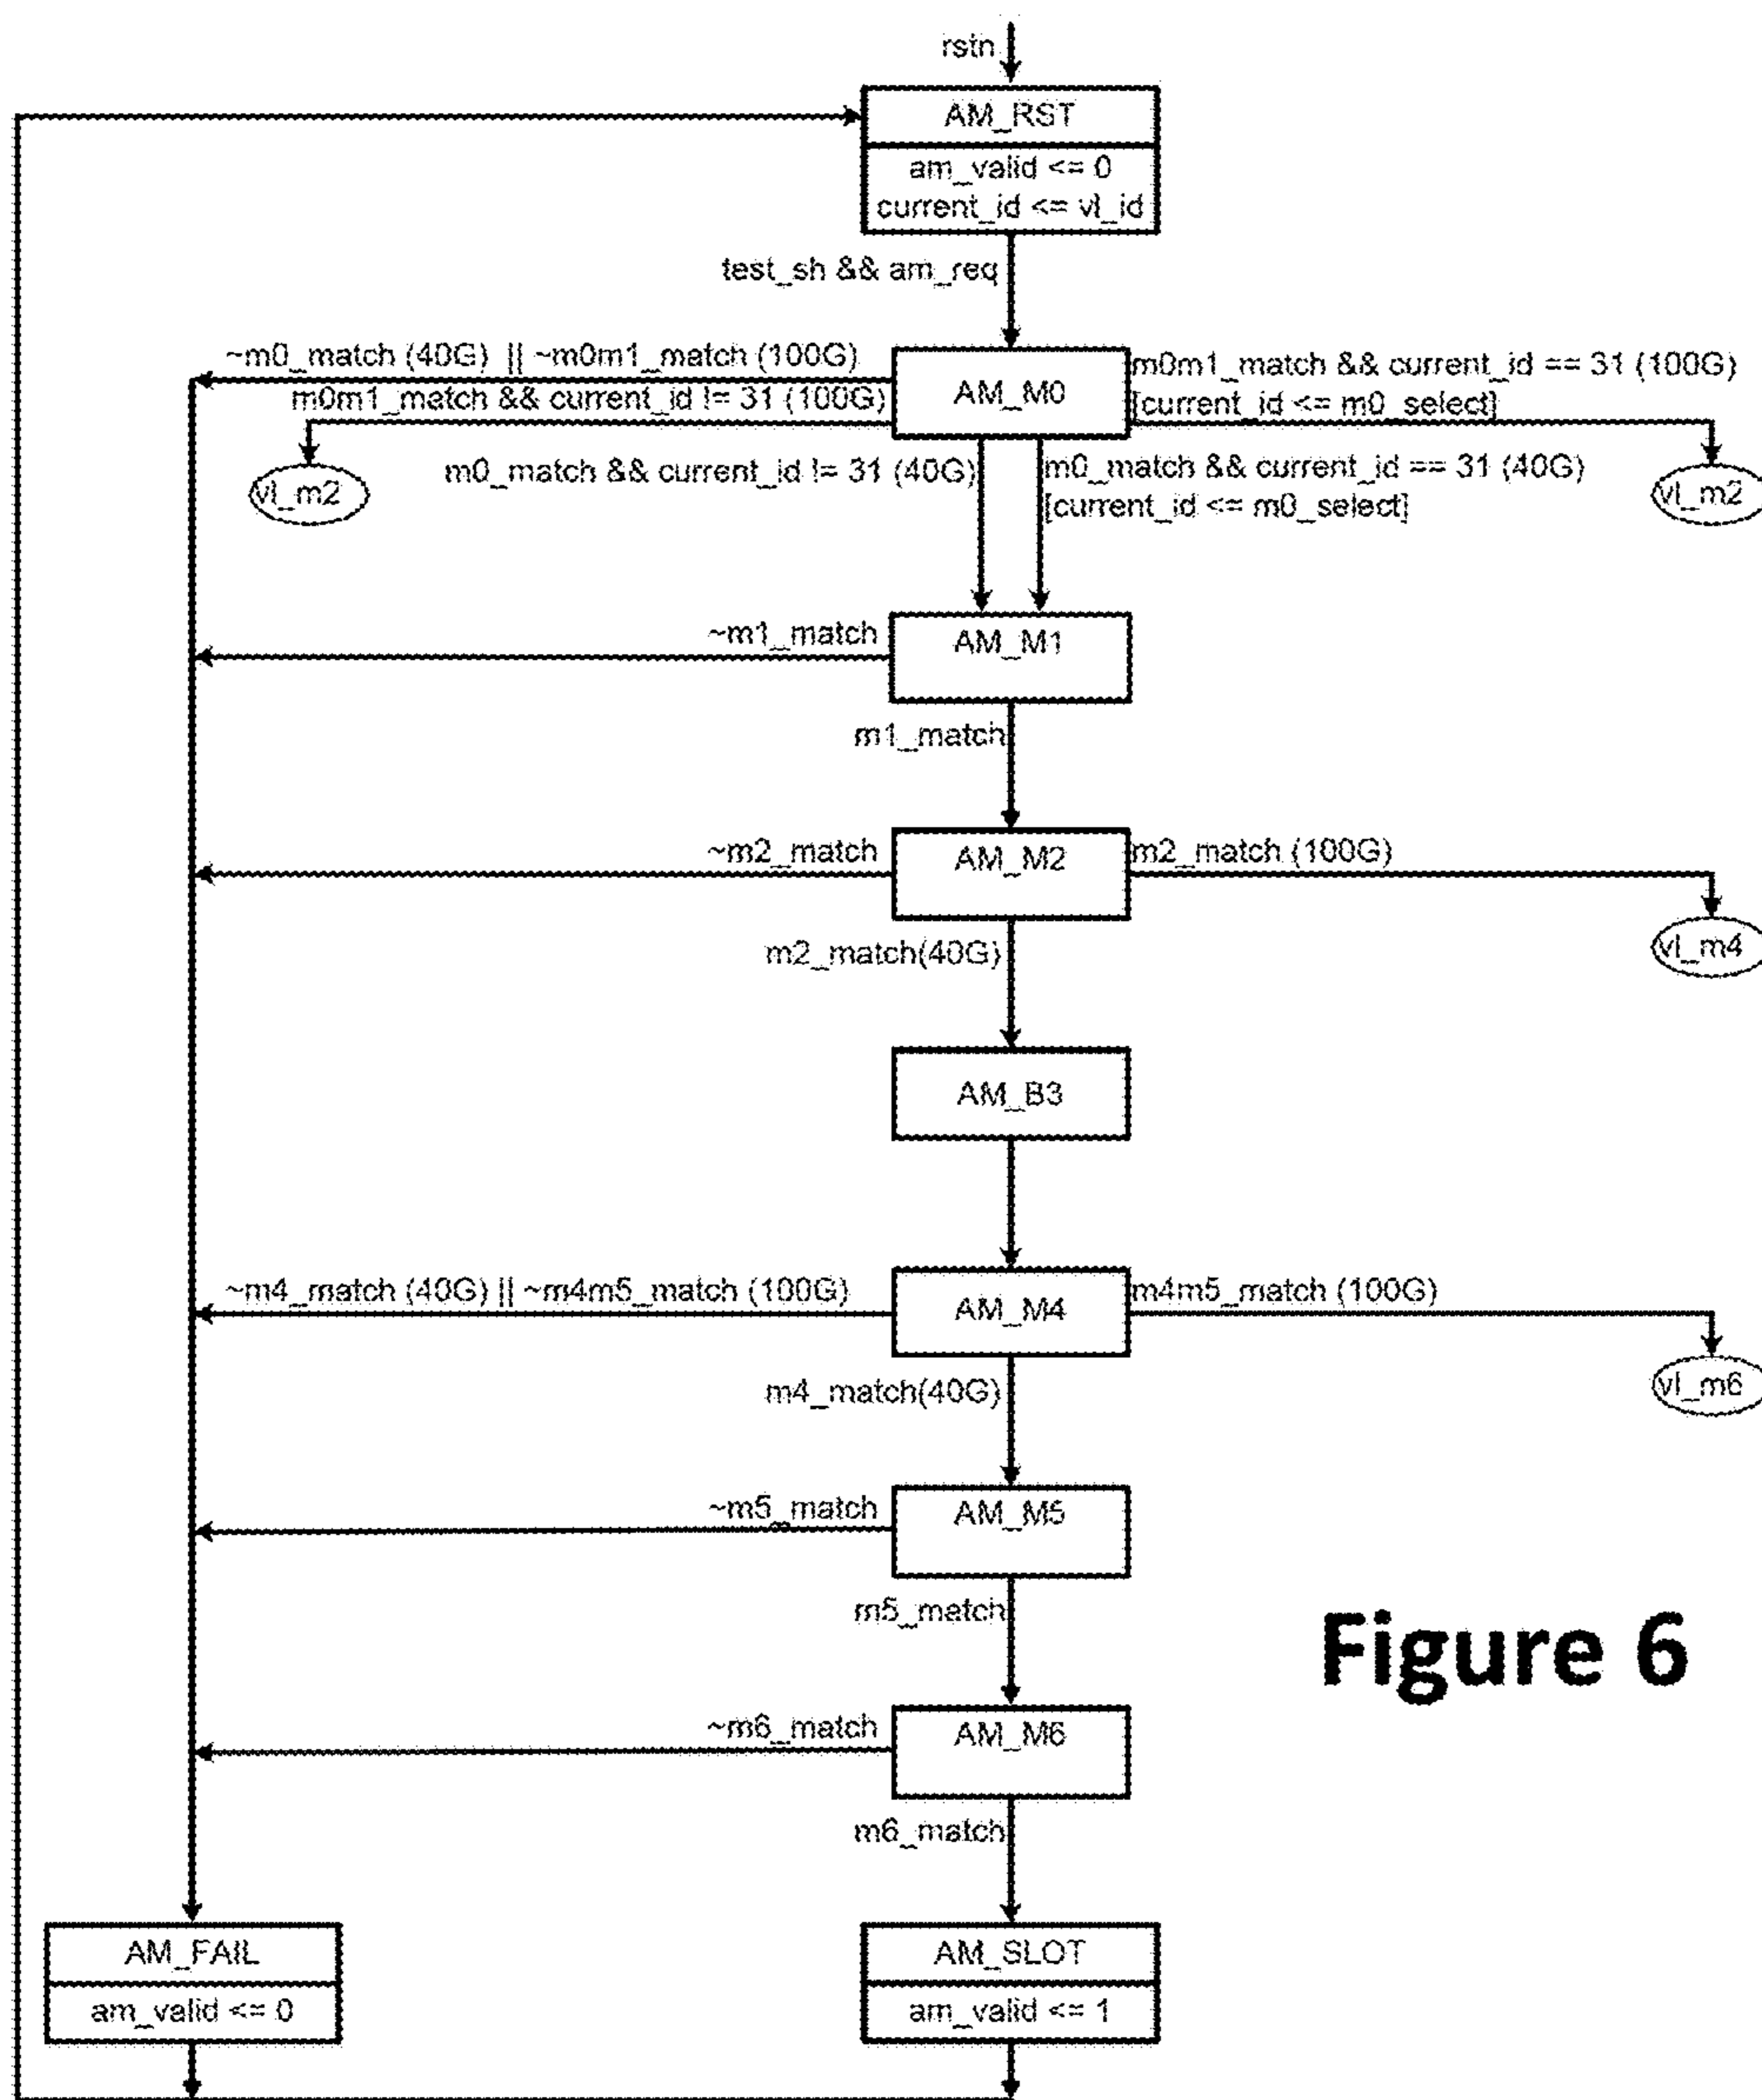 rstn
AM_RST
am_valid <= 0
current_id <= vl_id
test_sh && am_req
~m0_match (40G) || ~m0m1_match (100G)
m0m1_match && current_id != 31 (100G)
AM_M0
m0m1_match && current_id == 31 (100G)
[current_id <= m0_select]
vl_m2
m0_match && current_id != 31 (40G)
m0_match && current_id == 31 (40G)
[current_id <= m0_select]
vl_m2
~m1_match
AM_M1
m1_match
~m2_match
AM_M2
m2_match (100G)
m2_match(40G)
vl_m4
AM_B3
~m4_match (40G) || ~m4m5_match (100G)
AM_M4
m4m5_match (100G)
m4_match(40G)
vl_m6
~m5_match
AM_M5
m5_match
Figure 6
~m6_match
AM_M6
m6_match
AM_FAIL
am_valid <= 0
AM_SLOT
am_valid <= 1